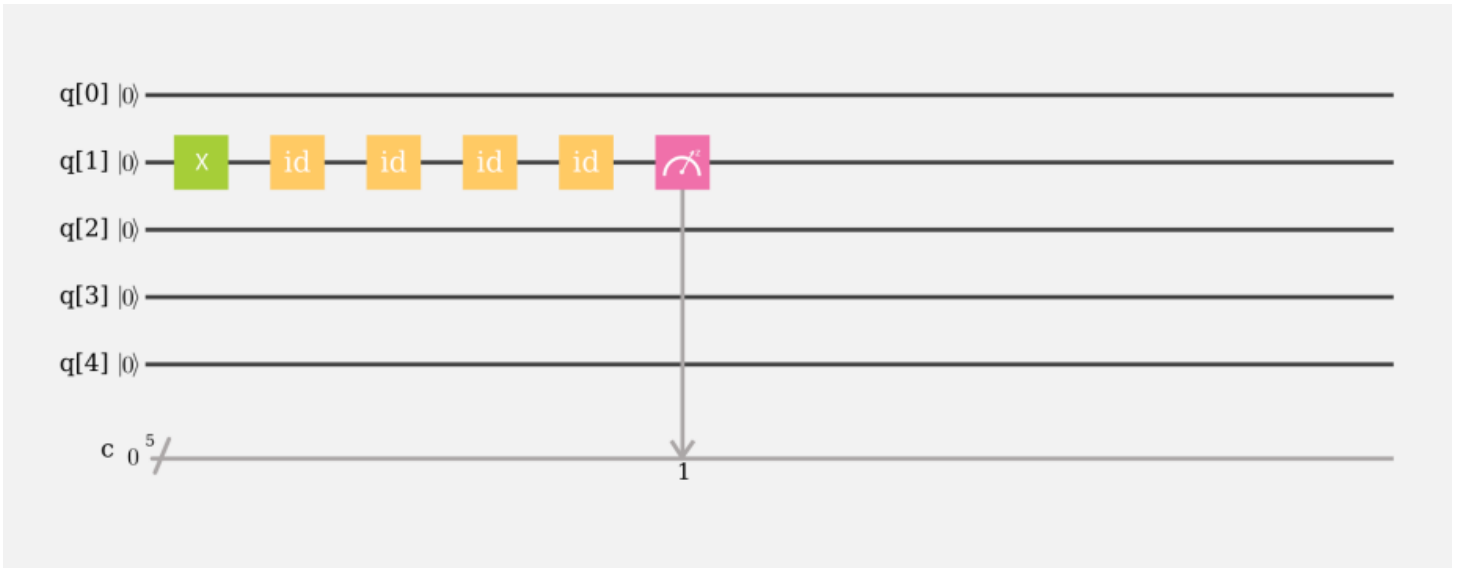 q[0] |0⟩
q[1] |0⟩ X id id id id z
q[2] |0⟩
q[3] |0⟩
q[4] |0⟩
c 0 5
1